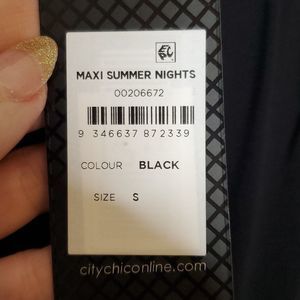 MAXI SUMMER NIGHTS
00206672
9 346637 872339
COLOUR BLACK
SIZE S
citychiconline.com